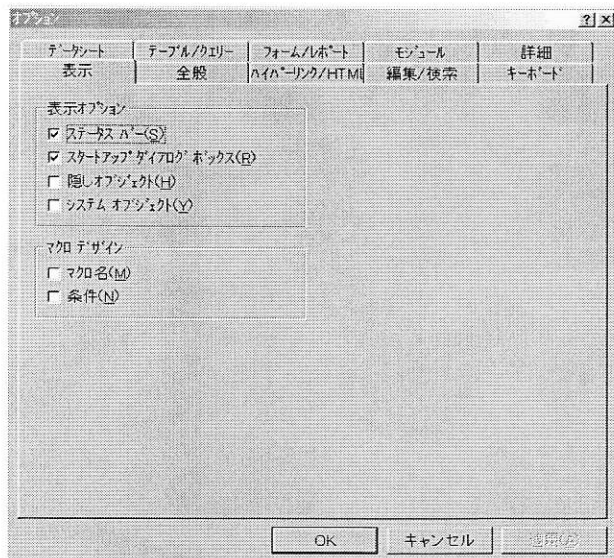 オプション
ﾃﾞｰﾀｼｰﾄ ﾃｰﾌﾞﾙ/ｸｴﾘｰ ﾌｫｰﾑ/ﾚﾎﾟｰﾄ ﾓｼﾞｭｰﾙ 詳細
表示 全般 ﾊｲﾊﾟｰﾘﾝｸ/HTML 編集/検索 ｷｰﾎﾞｰﾄﾞ
表示ｵﾌﾟｼｮﾝ
ｽﾃｰﾀｽ ﾊﾞｰ(S)
ｽﾀｰﾄｱｯﾌﾟ ﾀﾞｲｱﾛｸﾞ ﾎﾞｯｸｽ(R)
隠しｵﾌﾞｼﾞｪｸﾄ(H)
ｼｽﾃﾑ ｵﾌﾞｼﾞｪｸﾄ(Y)
ﾏｸﾛ ﾃﾞｻﾞｲﾝ
ﾏｸﾛ名(M)
条件(N)
OK キャンセル 適用(A)